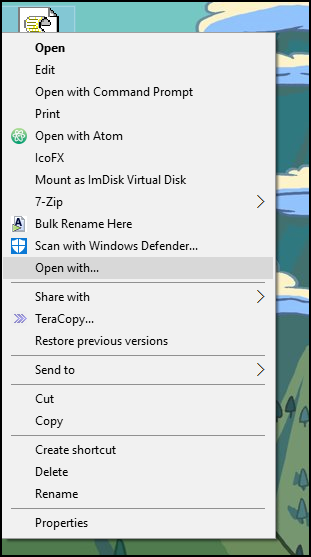 Open
Edit
Open with Command Prompt
Print
Open with Atom
IcoFX
Mount as ImDisk Virtual Disk
7-Zip
Bulk Rename Here
Scan with Windows Defender...
Open with...
Share with
TeraCopy...
Restore previous versions
Send to
Cut
Copy
Create shortcut
Delete
Rename
Properties